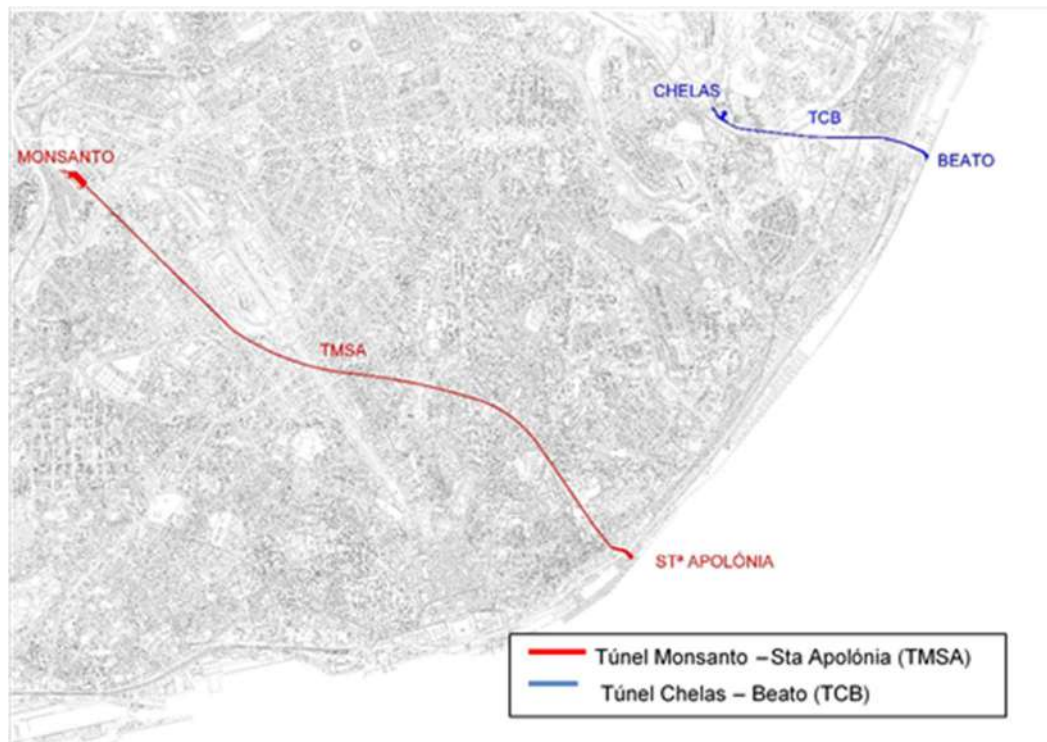 CHELAS
TCB
MONSANTO
BEATO
TMSA
STª APOLÓNIA
Túnel Monsanto –Sta Apolónia (TMSA)
Túnel Chelas – Beato (TCB)